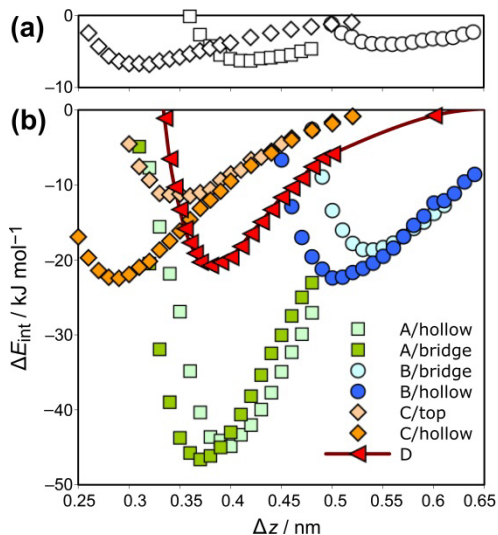 (a)
0
−10
(b)
0
−10
−20
−30
−40
−50
ΔE_int / kJ mol⁻¹
A/hollow
A/bridge
B/bridge
B/hollow
C/top
C/hollow
D
0.25 0.3 0.35 0.4 0.45 0.5 0.55 0.6 0.65
Δz / nm